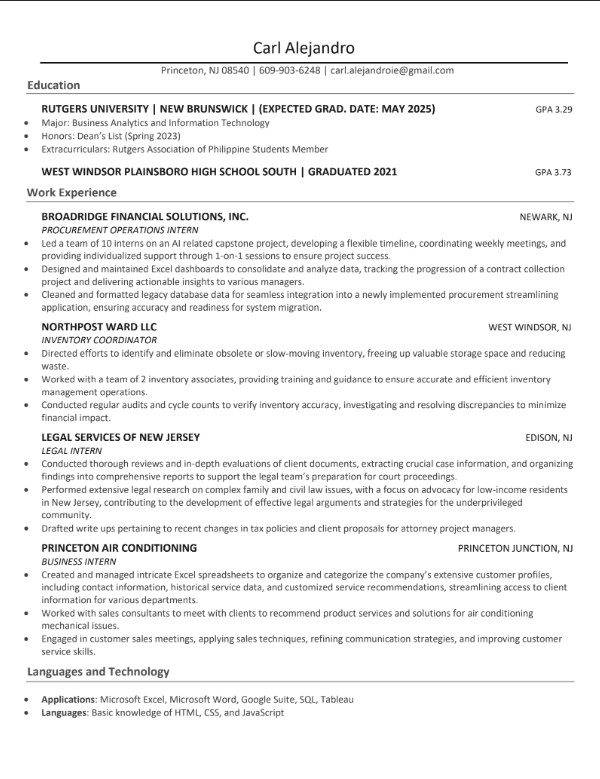 Carl Alejandro
Princeton, NJ 08540 | 609-903-6248 | carl.alejandroie@gmail.com
Education
RUTGERS UNIVERSITY | NEW BRUNSWICK | (EXPECTED GRAD. DATE: MAY 2025) GPA 3.29
• Major: Business Analytics and Information Technology
• Honors: Dean's List (Spring 2023)
• Extracurriculars: Rutgers Association of Philippine Students Member
WEST WINDSOR PLAINSBORO HIGH SCHOOL SOUTH | GRADUATED 2021 GPA 3.73
Work Experience
BROADRIDGE FINANCIAL SOLUTIONS, INC. NEWARK, NJ
PROCUREMENT OPERATIONS INTERN
• Led a team of 10 interns on an AI related capstone project, developing a flexible timeline, coordinating weekly meetings, and
providing individualized support through 1-on-1 sessions to ensure project success.
• Designed and maintained Excel dashboards to consolidate and analyze data, tracking the progression of a contract collection
project and delivering actionable insights to various managers.
• Cleaned and formatted legacy database data for seamless integration into a newly implemented procurement streamlining
application, ensuring accuracy and readiness for system migration.
NORTHPOST WARD LLC WEST WINDSOR, NJ
INVENTORY COORDINATOR
• Directed efforts to identify and eliminate obsolete or slow-moving inventory, freeing up valuable storage space and reducing
waste.
• Worked with a team of 2 inventory associates, providing training and guidance to ensure accurate and efficient inventory
management operations.
• Conducted regular audits and cycle counts to verify inventory accuracy, investigating and resolving discrepancies to minimize
financial impact.
LEGAL SERVICES OF NEW JERSEY EDISON, NJ
LEGAL INTERN
• Conducted thorough reviews and in-depth evaluations of client documents, extracting crucial case information, and organizing
findings into comprehensive reports to support the legal team's preparation for court proceedings.
• Performed extensive legal research on complex family and civil law issues, with a focus on advocacy for low-income residents
in New Jersey, contributing to the development of effective legal arguments and strategies for the underprivileged
community.
• Drafted write ups pertaining to recent changes in tax policies and client proposals for attorney project managers.
PRINCETON AIR CONDITIONING PRINCETON JUNCTION, NJ
BUSINESS INTERN
• Created and managed intricate Excel spreadsheets to organize and categorize the company's extensive customer profiles,
including contact information, historical service data, and customized service recommendations, streamlining access to client
information for various departments.
• Worked with sales consultants to meet with clients to recommend product services and solutions for air conditioning
mechanical issues.
• Engaged in customer sales meetings, applying sales techniques, refining communication strategies, and improving customer
service skills.
Languages and Technology
• Applications: Microsoft Excel, Microsoft Word, Google Suite, SQL, Tableau
• Languages: Basic knowledge of HTML, CSS, and JavaScript